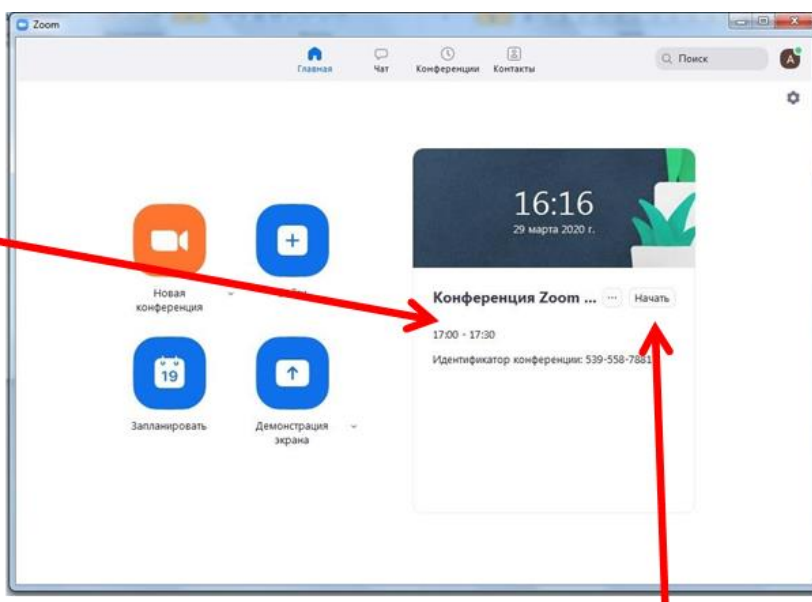 Zoom
Главная
Чат
Конференции
Контакты
Поиск
A
16:16
29 марта 2020 г.
Новая
конференция
Конференция Zoom ... ... Начать
17:00 - 17:30
Идентификатор конференции: 539-558-7881
19
Запланировать
Демонстрация
экрана